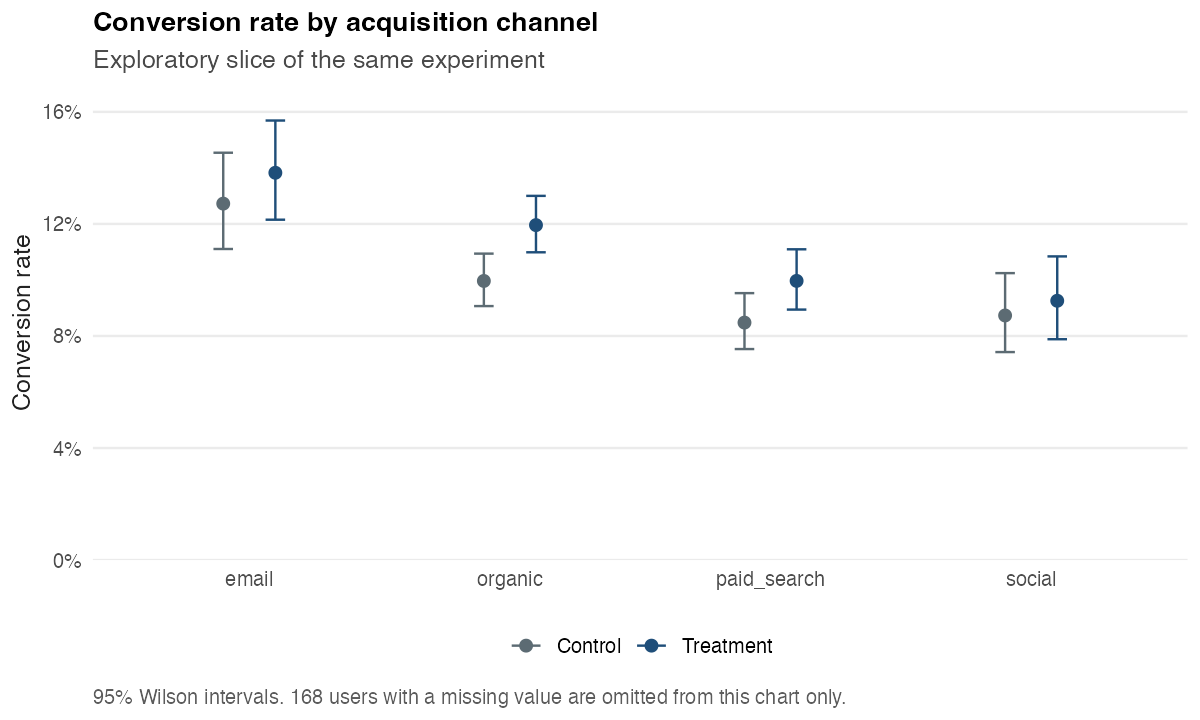 Conversion rate by acquisition channel
Exploratory slice of the same experiment
Conversion rate
16%
12%
8%
4%
0%
email organic paid_search social
Control Treatment
95% Wilson intervals. 168 users with a missing value are omitted from this chart only.